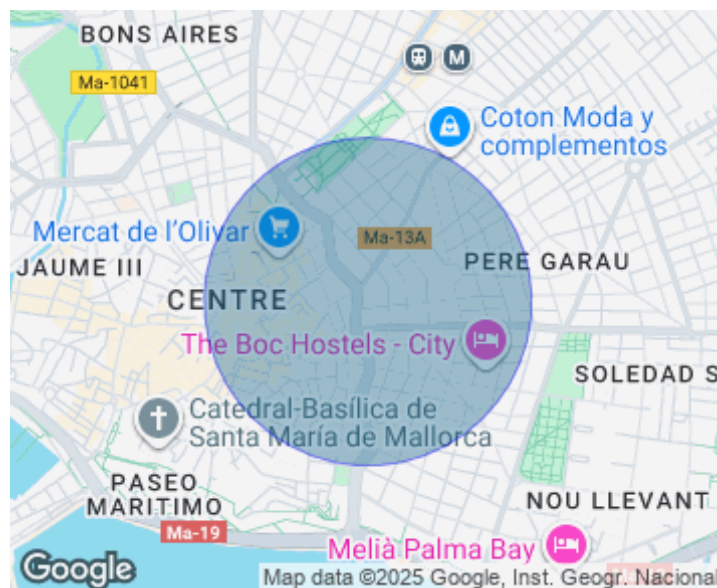 BONS AIRES
Ma-1041
M
Coton Moda y
complementos
Mercat de l'Olivar
Ma-13A
JAUME III
PERE GARAU
CENTRE
The Boc Hostels - City
SOLEDAD S
Catedral-Basílica de
Santa María de Mallorca
PASEO
MARITIMO
NOU LLEVANT
Ma-19
Melià Palma Bay
Google
Map data ©2025 Google, Inst. Geogr. Nacional